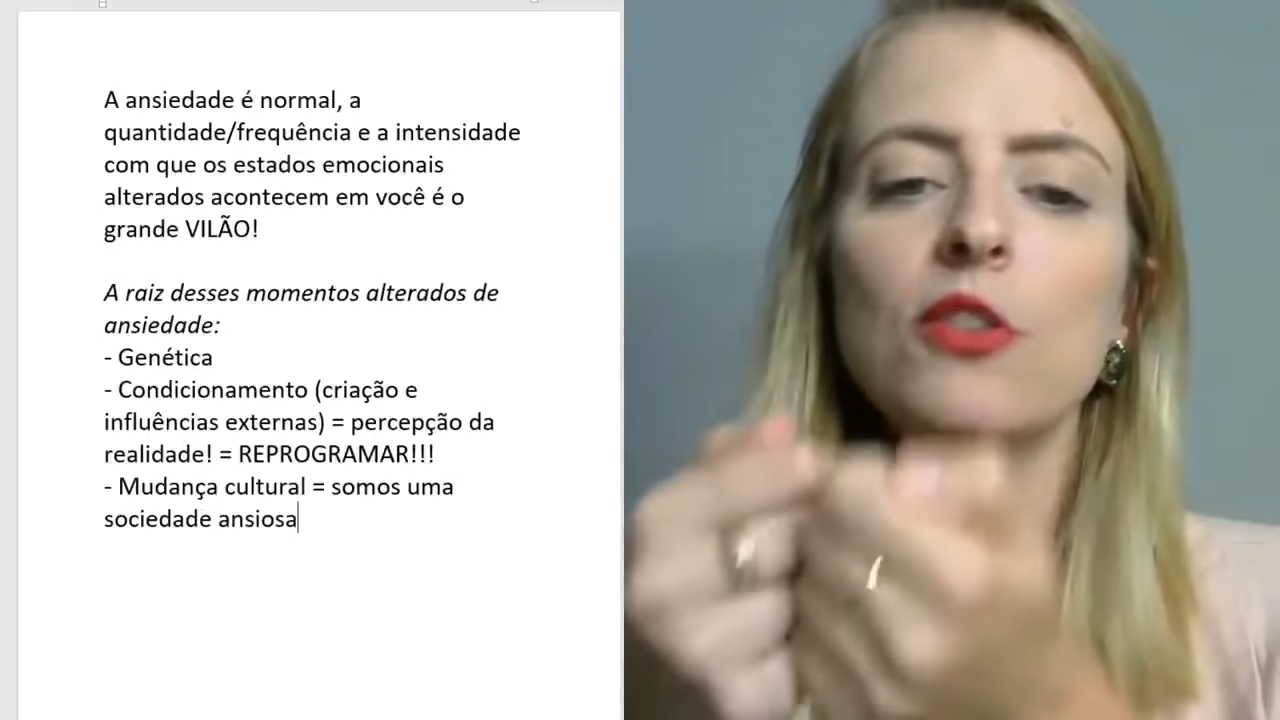 A ansiedade é normal, a
quantidade/frequência e a intensidade
com que os estados emocionais
alterados acontecem em você é o
grande VILÃO!
A raiz desses momentos alterados de
ansiedade:
- Genética
- Condicionamento (criação e
influências externas) = percepção da
realidade! = REPROGRAMAR!!!
- Mudança cultural = somos uma
sociedade ansiosa